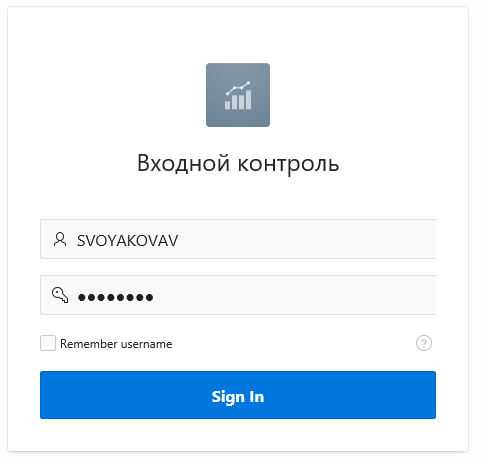 Входной контроль
SVOYAKOVAV
●●●●●●●●
Remember username
?
Sign In